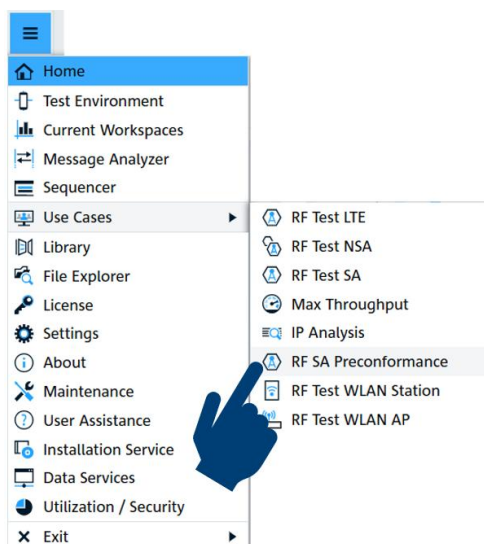 Home
Test Environment
Current Workspaces
Message Analyzer
Sequencer
Use Cases
Library
File Explorer
License
Settings
About
Maintenance
User Assistance
Installation Service
Data Services
Utilization / Security
Exit
RF Test LTE
RF Test NSA
RF Test SA
Max Throughput
IP Analysis
RF SA Preconformance
RF Test WLAN Station
RF Test WLAN AP